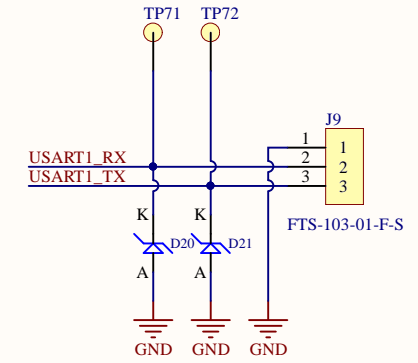 TP71 TP72
J9
1 1
USART1_RX 2 2
USART1_TX 3 3
FTS-103-01-F-S
K K
D20 D21
A A
GND GND GND